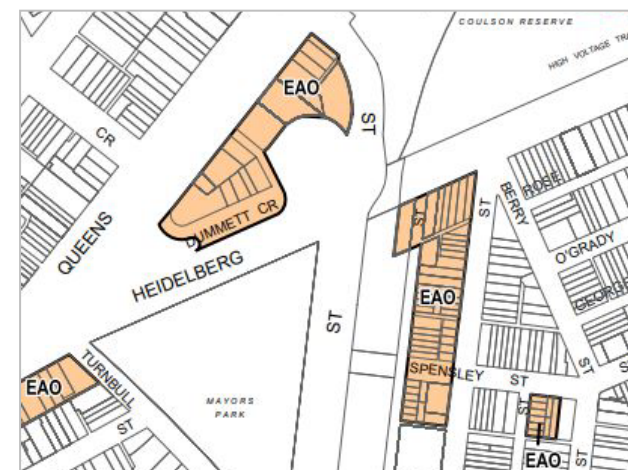 COULSON RESERVE
HIGH VOLTAGE TRA
EAO
ST
CR
QUEENS
DUMMETT CR
HEIDELBERG
ST
ST
BERRY
ROSE
O'GRADY
GEORGE
EAO
ST
SPENSLEY
ST
ST
S
TURNBULL
EAO
MAYORS
PARK
ST
ST
EAO
ST